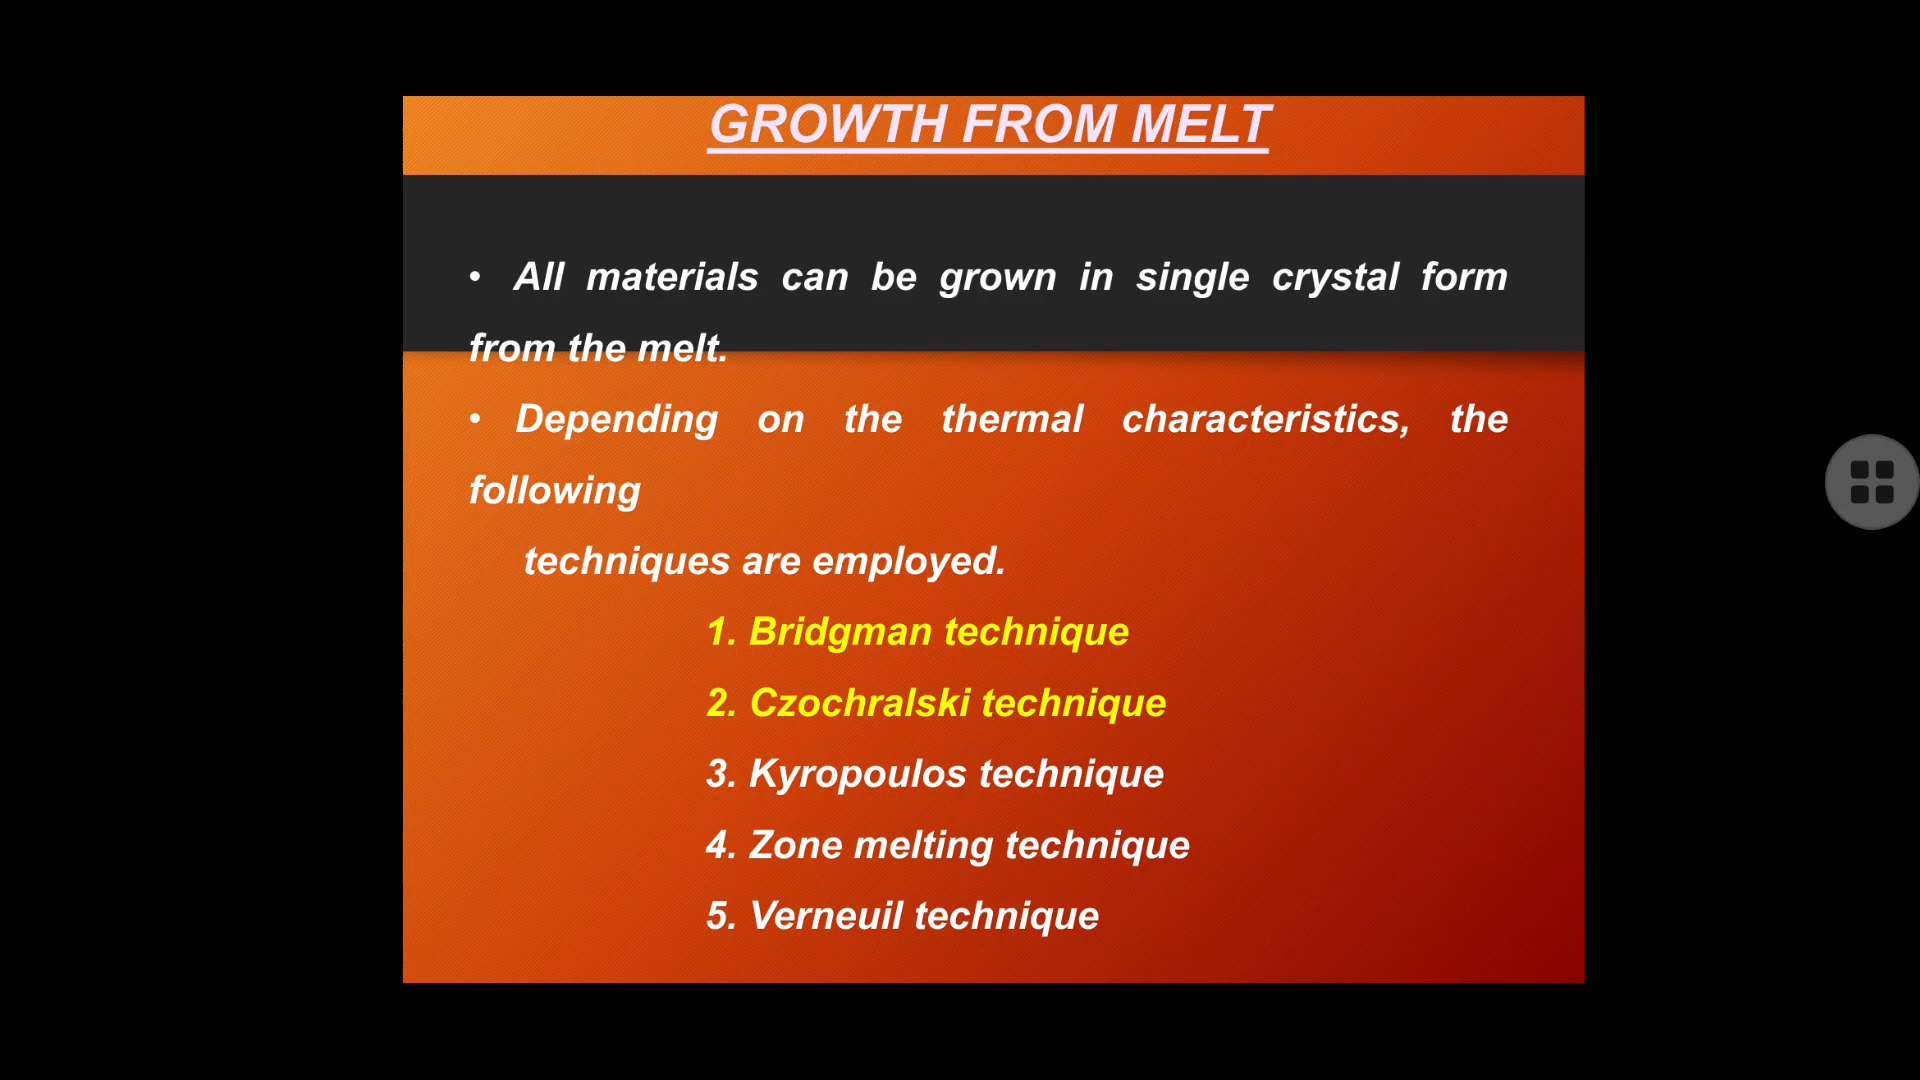 GROWTH FROM MELT
• All materials can be grown in single crystal form
from the melt.
• Depending on the thermal characteristics, the
following
techniques are employed.
1. Bridgman technique
2. Czochralski technique
3. Kyropoulos technique
4. Zone melting technique
5. Verneuil technique